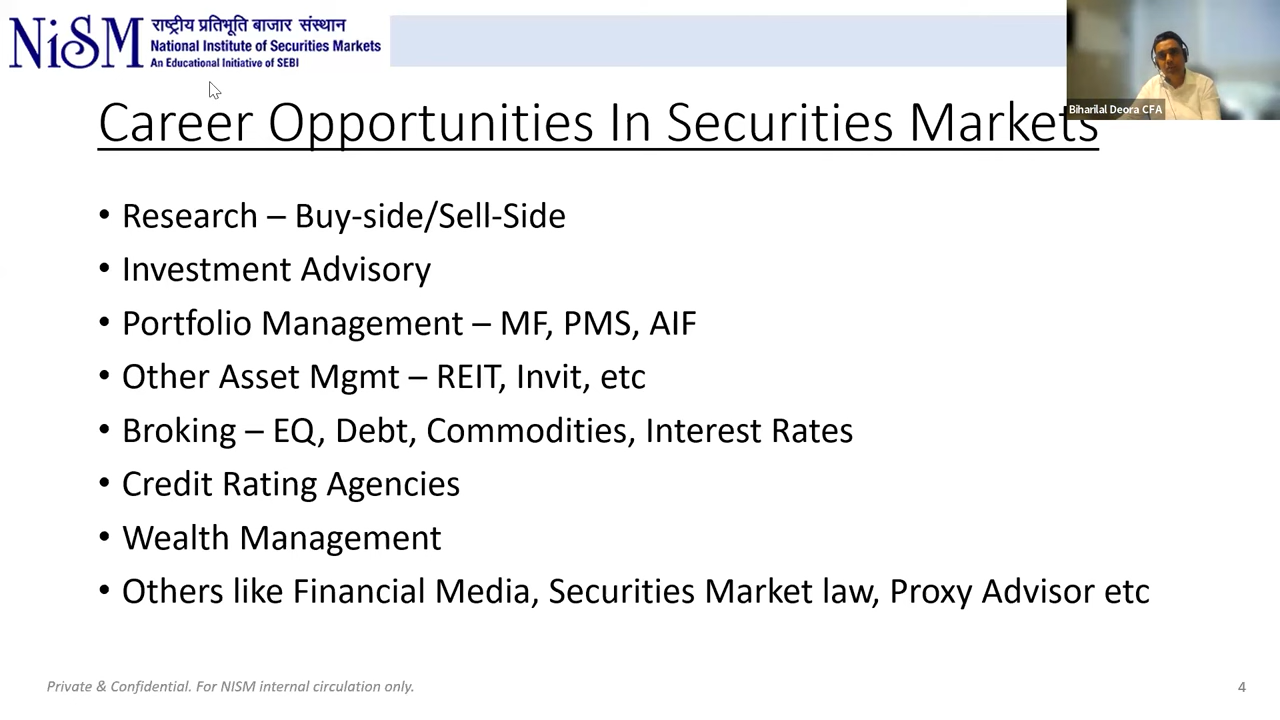 NiSM
राष्ट्रीय प्रतिभूति बाजार संस्थान
National Institute of Securities Markets
An Educational Initiative of SEBI
Biharilal Deora CFA
Career Opportunities In Securities Markets
• Research – Buy-side/Sell-Side
• Investment Advisory
• Portfolio Management – MF, PMS, AIF
• Other Asset Mgmt – REIT, Invit, etc
• Broking – EQ, Debt, Commodities, Interest Rates
• Credit Rating Agencies
• Wealth Management
• Others like Financial Media, Securities Market law, Proxy Advisor etc
Private & Confidential. For NISM internal circulation only.
4